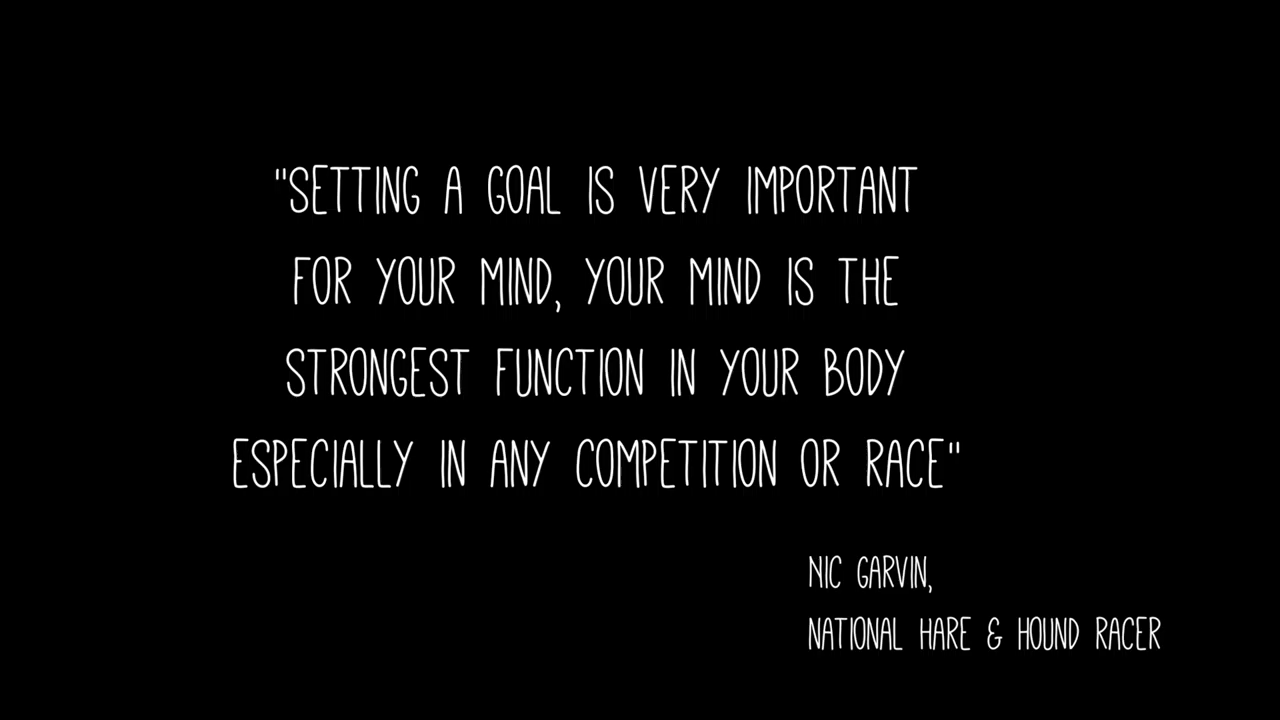 "SETTING A GOAL IS VERY IMPORTANT
FOR YOUR MIND, YOUR MIND IS THE
STRONGEST FUNCTION IN YOUR BODY
ESPECIALLY IN ANY COMPETITION OR RACE"
NIC GARVIN,
NATIONAL HARE & HOUND RACER